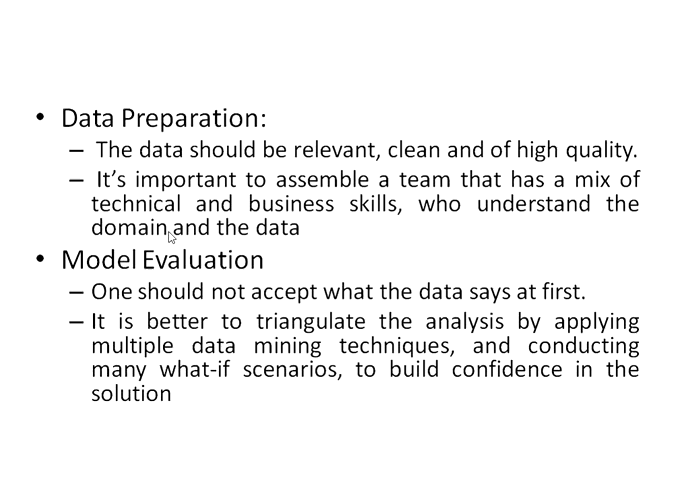 • Data Preparation:
– The data should be relevant, clean and of high quality.
– It’s important to assemble a team that has a mix of
technical and business skills, who understand the
domain and the data
• Model Evaluation
– One should not accept what the data says at first.
– It is better to triangulate the analysis by applying
multiple data mining techniques, and conducting
many what-if scenarios, to build confidence in the
solution